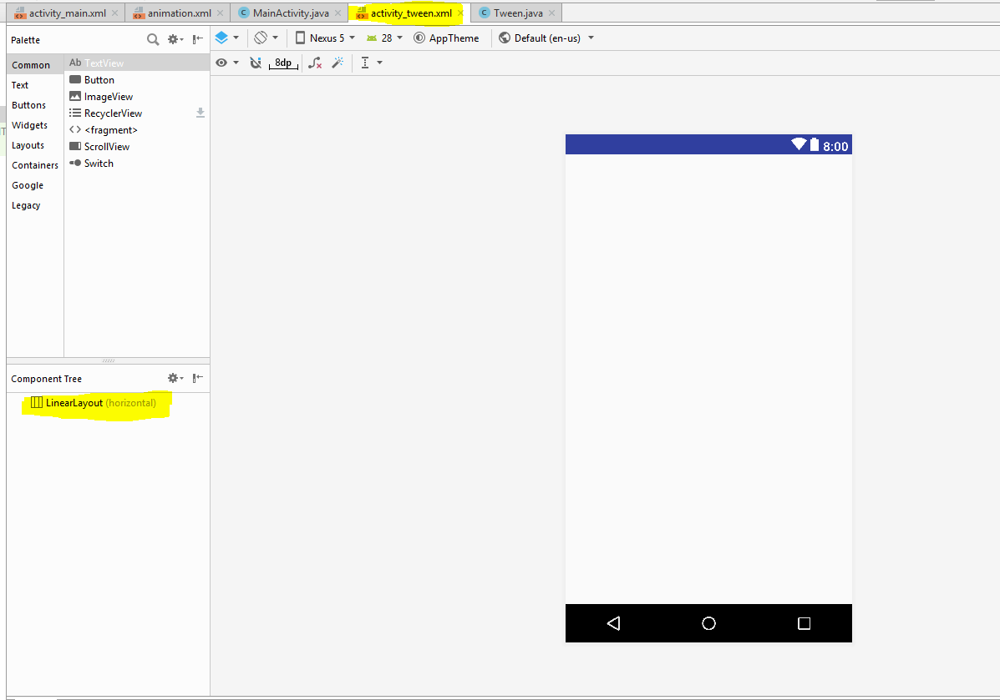 activity_main.xml animation.xml MainActivity.java activity_tween.xml Tween.java
Palette
Nexus 5 28 AppTheme Default (en-us)
8dp
Common
Text
Buttons
Widgets
Layouts
Containers
Google
Legacy
Ab TextView
Button
ImageView
RecyclerView
<fragment>
ScrollView
Switch
Component Tree
LinearLayout (horizontal)
8:00